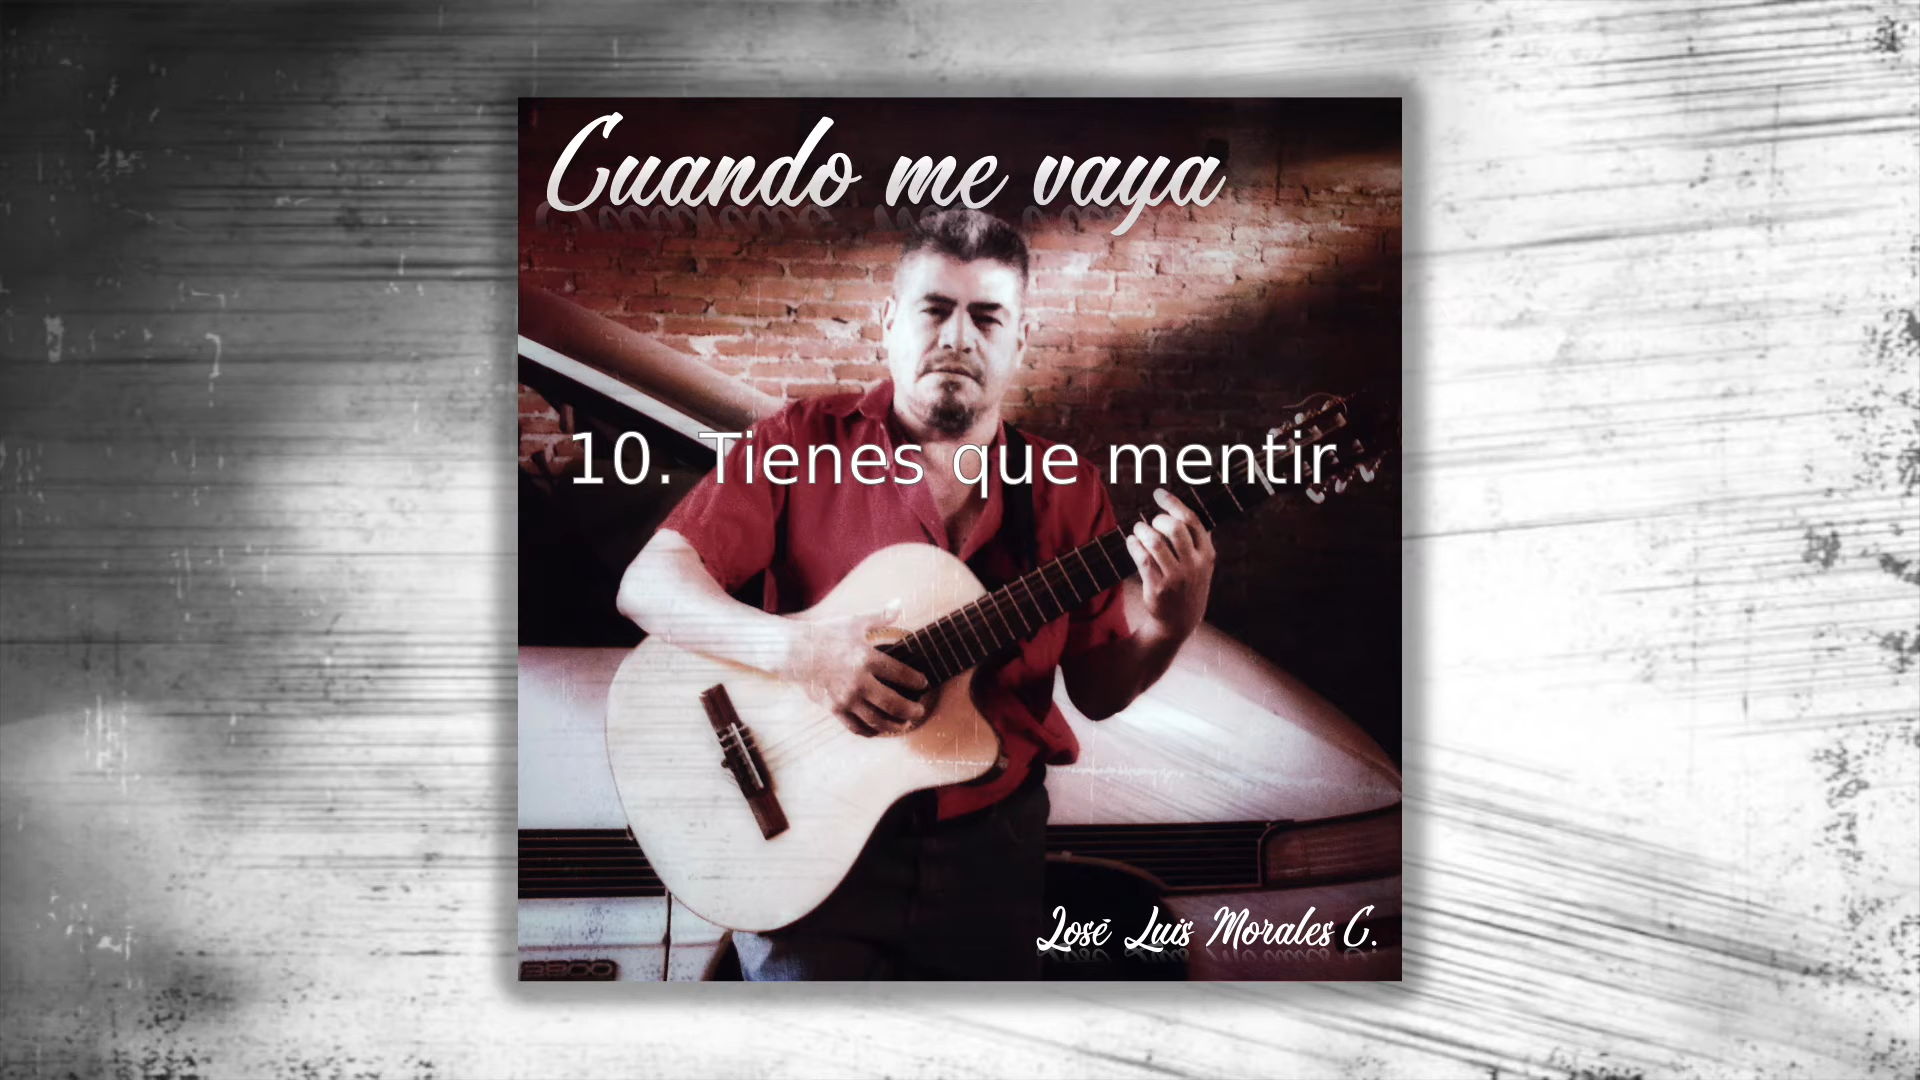 Cuando me vaya
10. Tienes que mentir
José Luis Morales C.